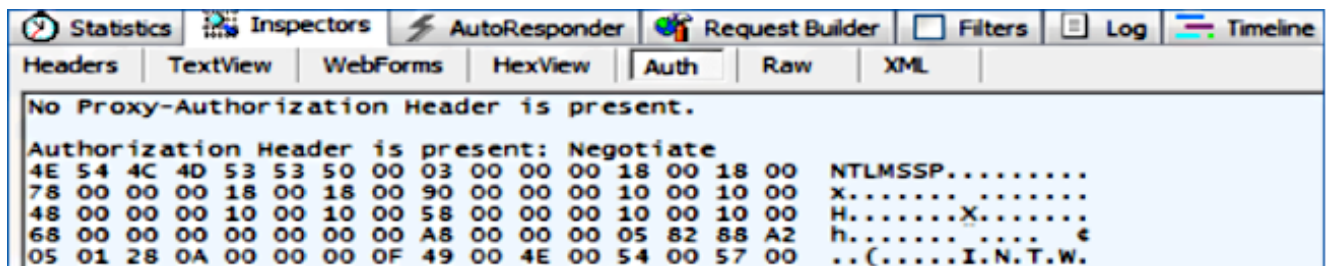 Statistics Inspectors AutoResponder Request Builder Filters Log Timeline
Headers TextView WebForms HexView Auth Raw XML
No Proxy-Authorization Header is present.
Authorization Header is present: Negotiate
4E 54 4C 4D 53 53 50 00 03 00 00 00 18 00 18 00 NTLMSSP.........
78 00 00 00 18 00 18 00 90 00 00 00 10 00 10 00 x....... ........
48 00 00 00 10 00 10 00 58 00 00 00 10 00 10 00 H.......X.......
68 00 00 00 00 00 00 00 A8 00 00 00 05 82 88 A2 h....... .... ¢
05 01 28 0A 00 00 00 0F 49 00 4E 00 54 00 57 00 ..(.....I.N.T.W.